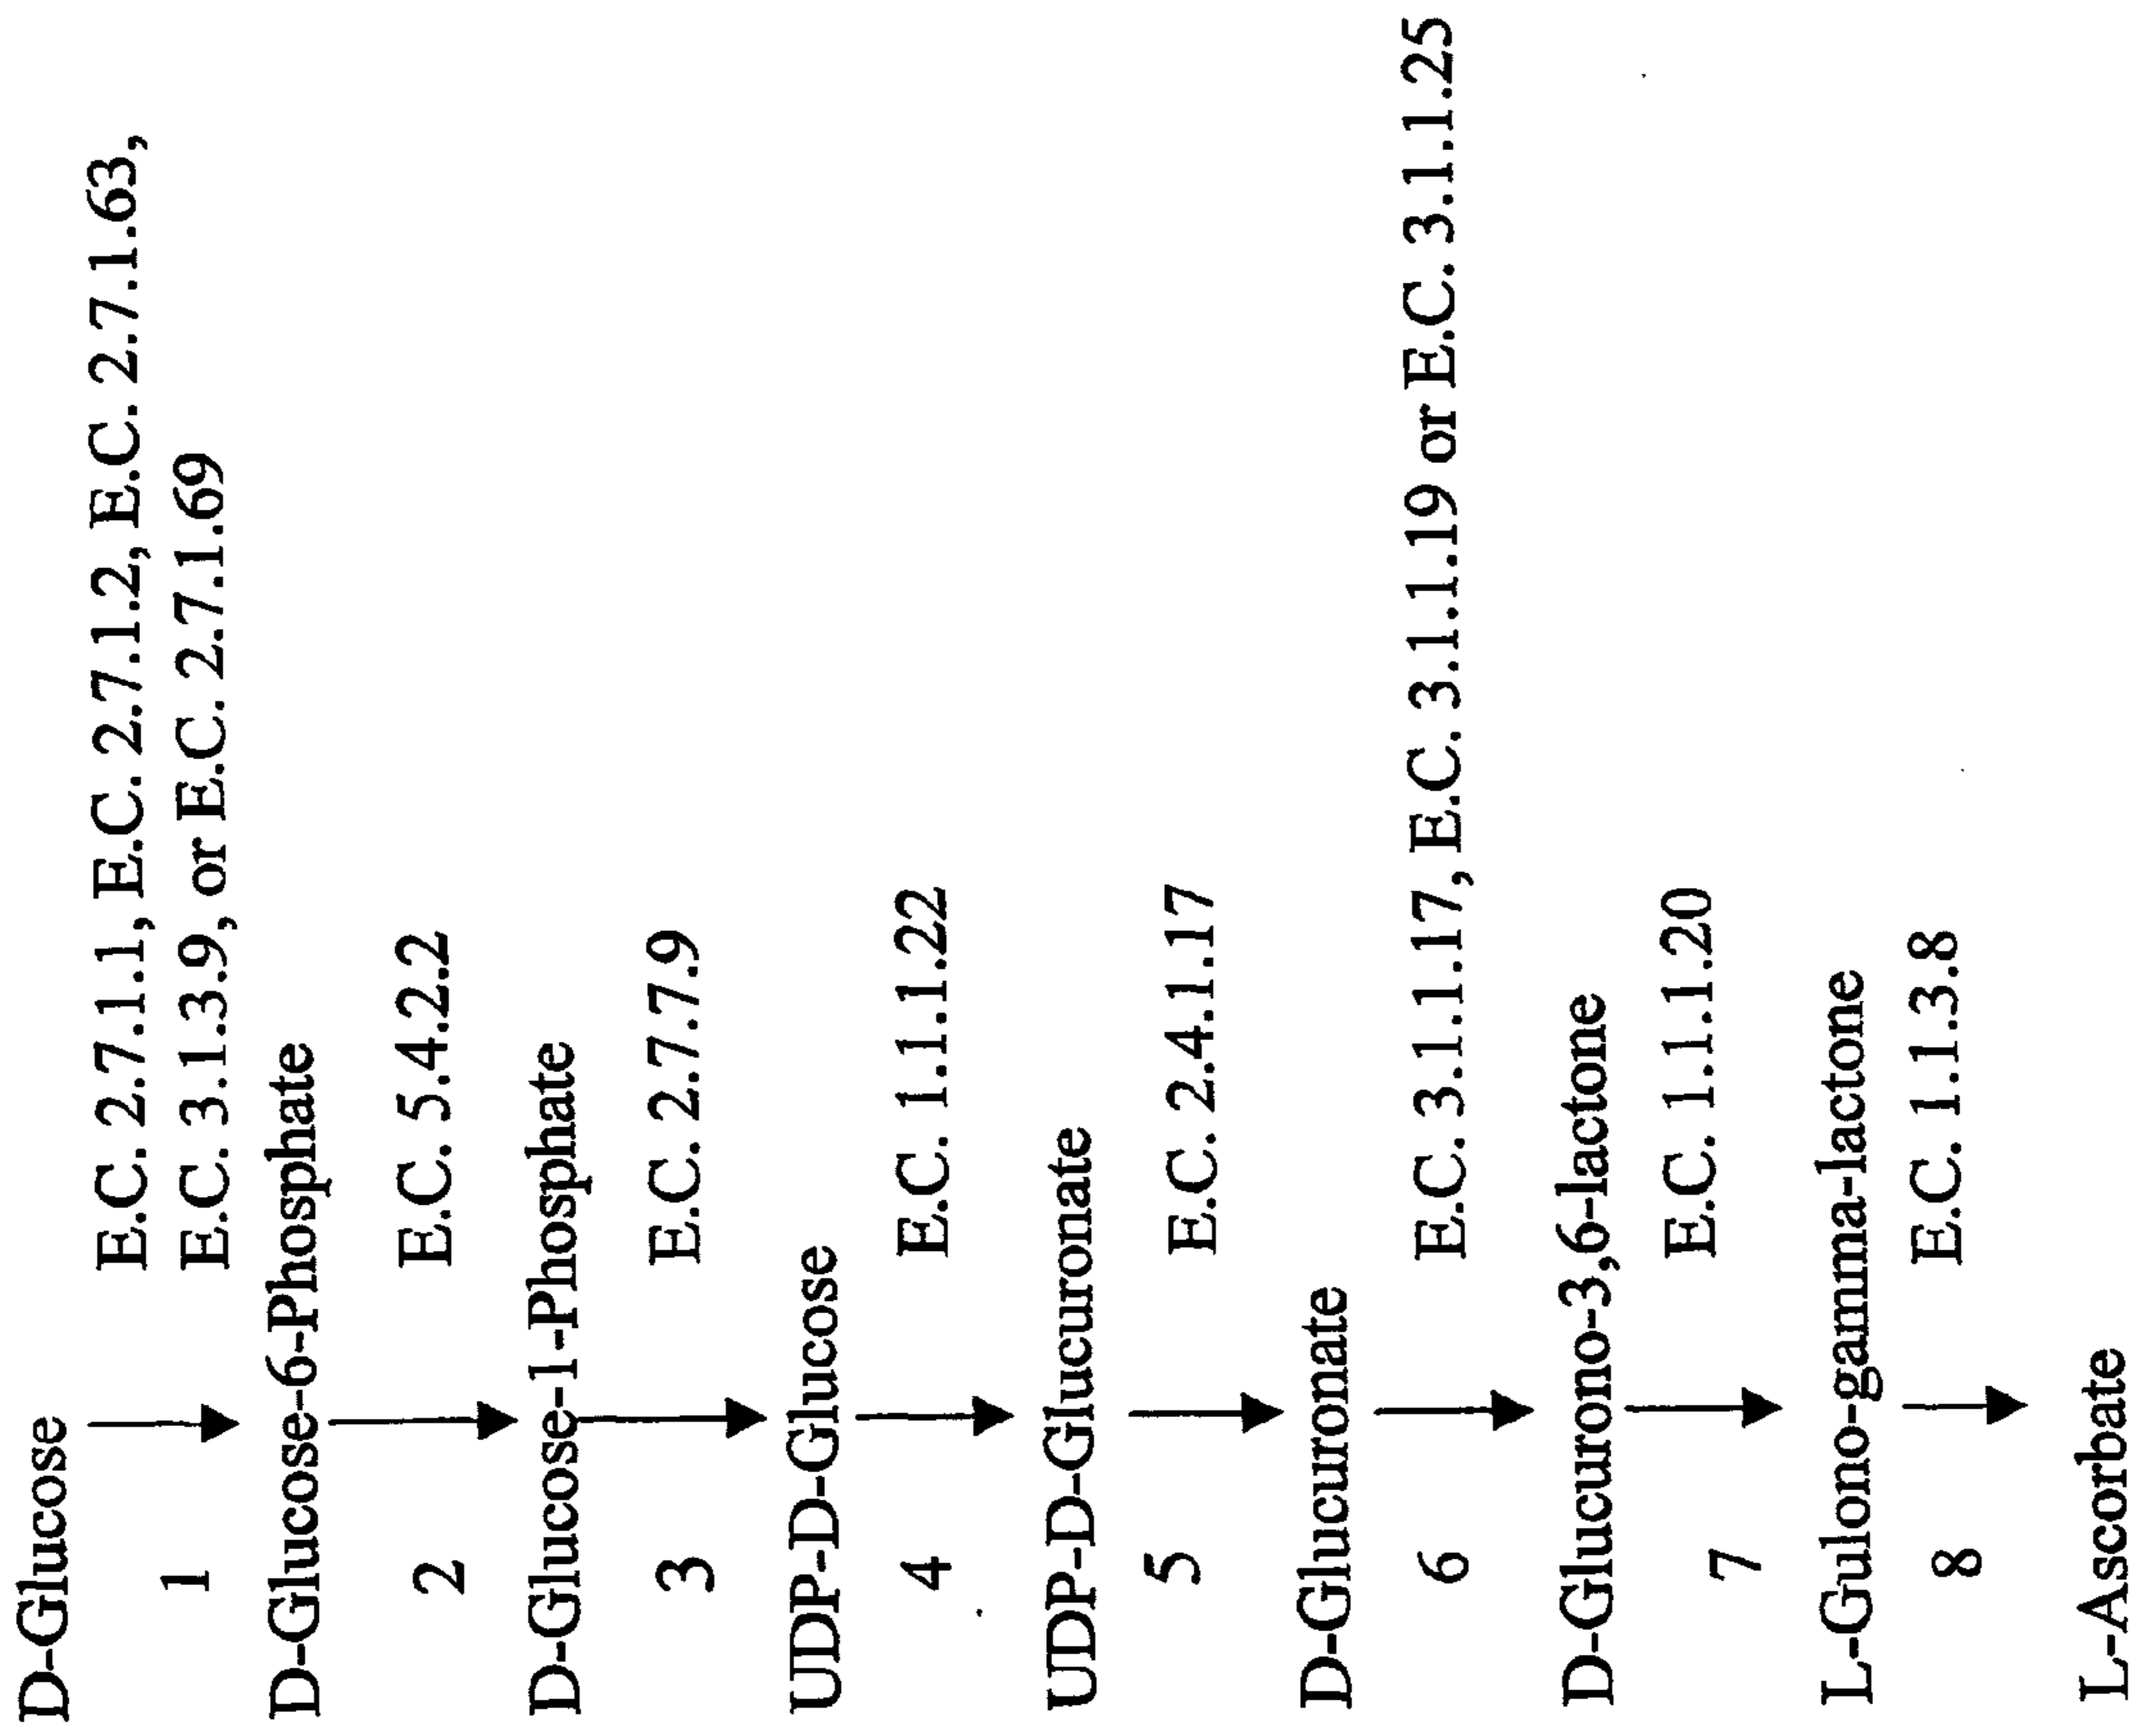 D-Glucose
1
E.C. 2.7.1.1, E.C. 2.7.1.2, E.C. 2.7.1.63,
E.C. 3.1.3.9, or E.C. 2.7.1.69
D-Glucose-6-Phosphate
2 E.C. 5.4.2.2
D-Glucose-1-Phosphate
3 E.C. 2.7.7.9
UDP-D-Glucose
4 E.C. 1.1.1.22
UDP-D-Glucuronate
5 E.C. 2.4.1.17
D-Glucuronate
6 E.C. 3.1.1.17, E.C. 3.1.1.19 or E.C. 3.1.1.25
D-Glucurono-3,6-lactone
7 E.C. 1.1.1.20
L-Gulono-gamma-lactone
8 E.C. 1.1.3.8
L-Ascorbate